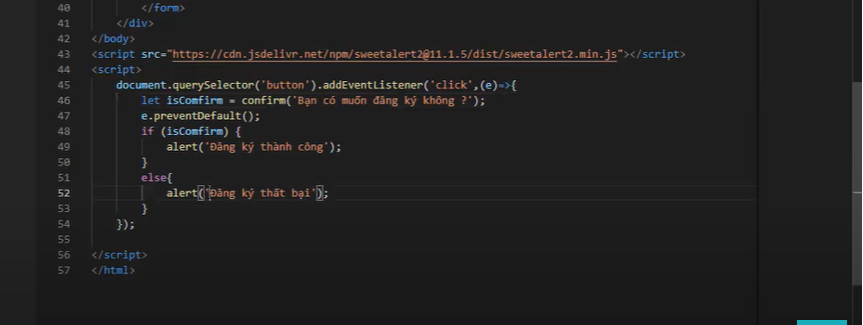 40 </form>
41 </div>
42 </body>
43 <script src="https://cdn.jsdelivr.net/npm/sweetalert2@11.1.5/dist/sweetalert2.min.js"></script>
44 <script>
45 document.querySelector('button').addEventListener('click',(e)=>{
46 let isComfirm = confirm('Bạn có muốn đăng ký không ?');
47 e.preventDefault();
48 if (isComfirm) {
49 alert('Đăng ký thành công');
50 }
51 else{
52 alert('Đăng ký thất bại');
53 }
54 });
55
56 </script>
57 </html>